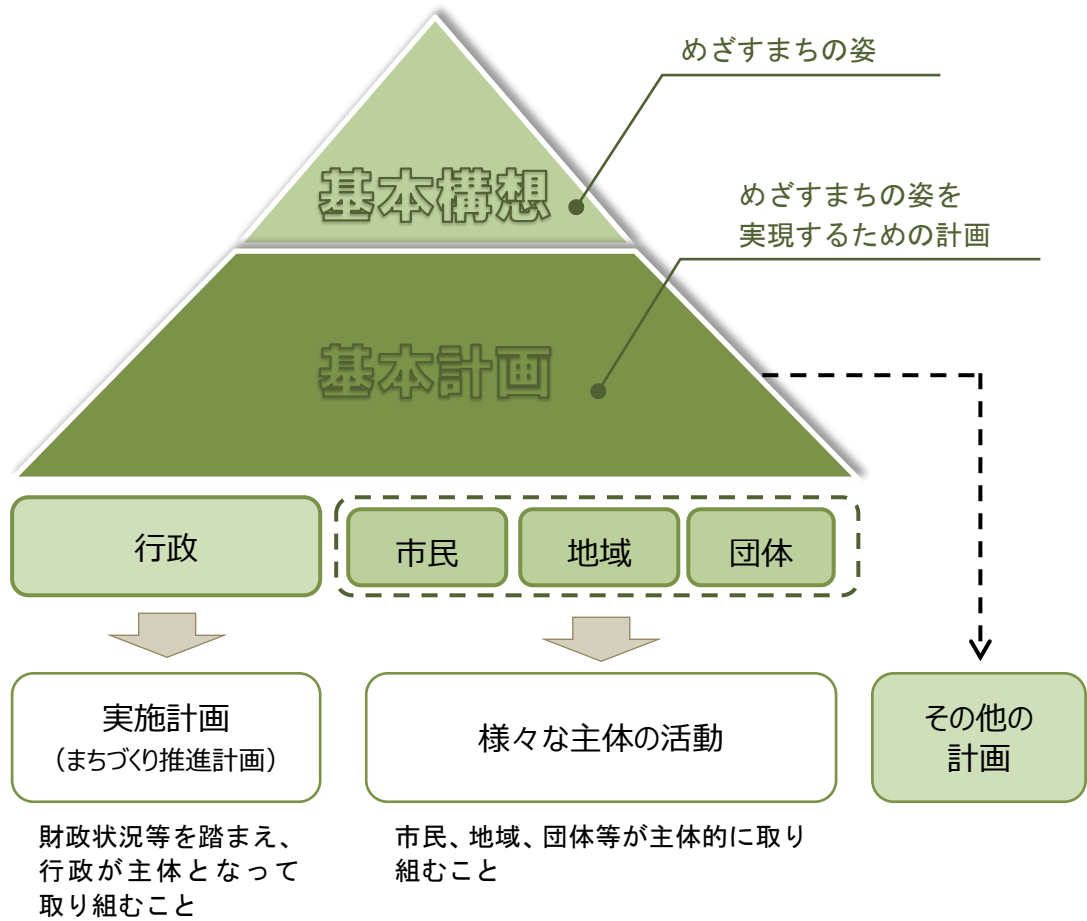 めざすまちの姿
基本構想
めざすまちの姿を
実現するための計画
基本計画
行政
市民
地域
団体
実施計画
（まちづくり推進計画）
様々な主体の活動
その他の
計画
財政状況等を踏まえ、
行政が主体となって
取り組むこと
市民、地域、団体等が主体的に取り
組むこと